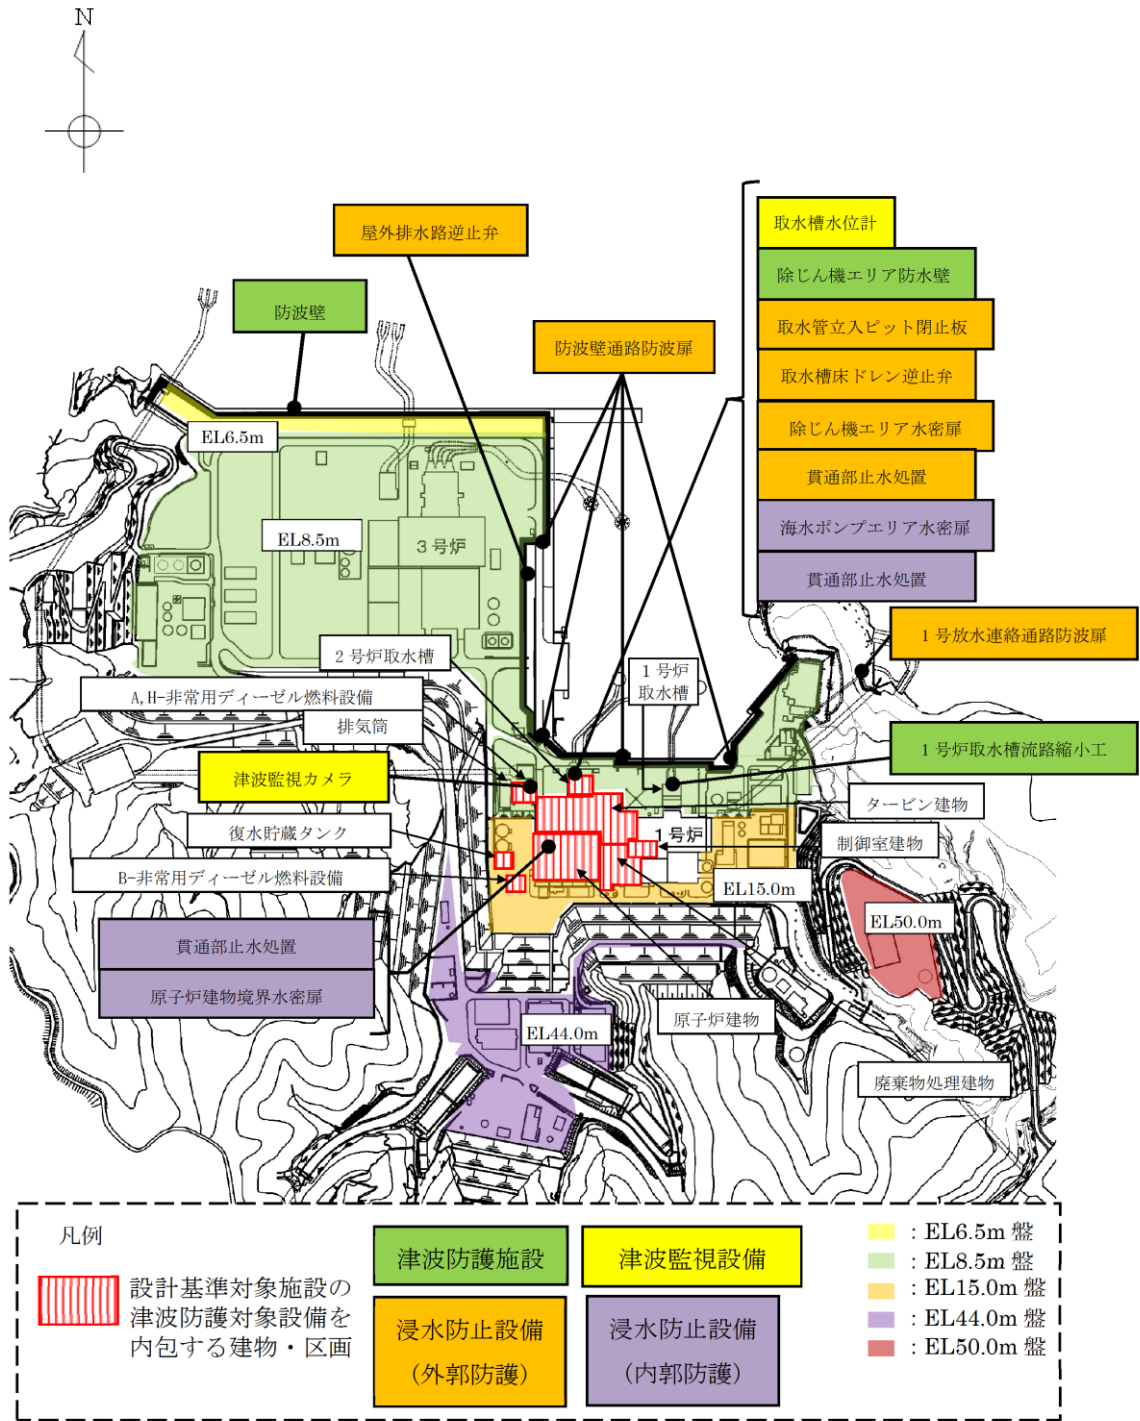 N
取水槽水位計
屋外排水路逆止弁
除じん機エリア防水壁
防波壁
取水管立入ピット閉止板
防波壁通路防波扉
取水槽床ドレン逆止弁
除じん機エリア水密扉
EL6.5m
貫通部止水処置
海水ポンプエリア水密扉
EL8.5m
3号炉
貫通部止水処置
1号放水連絡通路防波扉
2号炉取水槽
1号炉
取水槽
A,H-非常用ディーゼル燃料設備
排気筒
1号炉取水槽流路縮小工
津波監視カメラ
タービン建物
復水貯蔵タンク
1号炉
制御室建物
B-非常用ディーゼル燃料設備
EL15.0m
EL50.0m
貫通部止水処置
原子炉建物境界水密扉
原子炉建物
EL44.0m
廃棄物処理建物
凡例
設計基準対象施設の
津波防護対象設備を
内包する建物・区画
津波防護施設
津波監視設備
浸水防止設備
（外郭防護）
浸水防止設備
（内郭防護）
：EL6.5m 盤
：EL8.5m 盤
：EL15.0m 盤
：EL44.0m 盤
：EL50.0m 盤